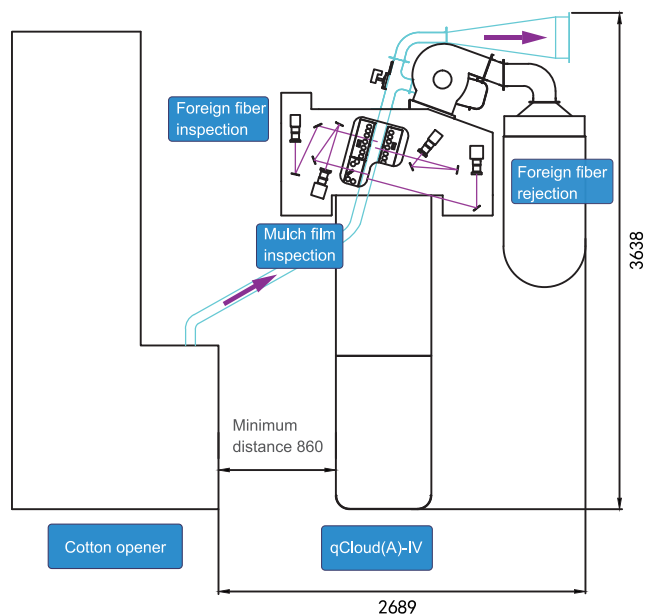 Foreign fiber
inspection
Foreign fiber
rejection
Mulch film
inspection
3638
Minimum
distance 860
Cotton opener
qCloud(A)-IV
2689